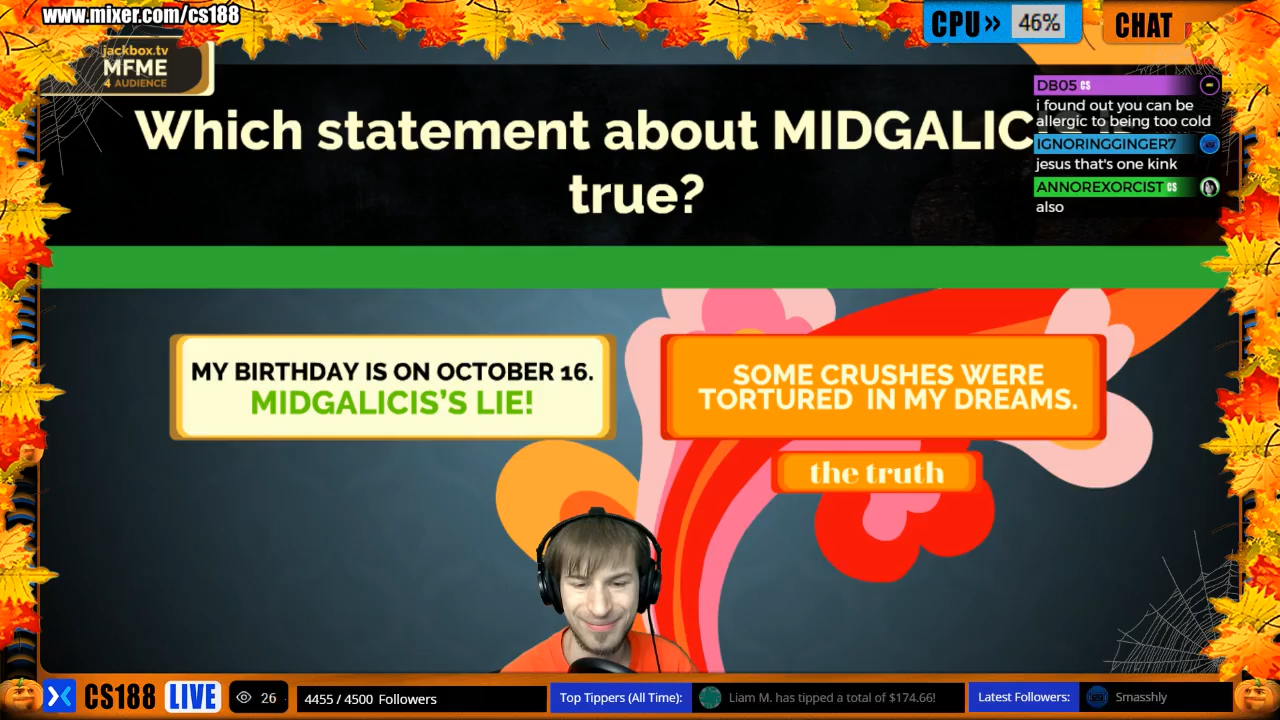 www.mixer.com/cs188
CPU»
46%
CHAT
jackbox.tv
MFME
4 AUDIENCE
Which statement about MIDGALIC
true?
DB05 CS
i found out you can be
allergic to being too cold
IGNORINGGINGER7
jesus that's one kink
ANNOREXORCIST CS
also
MY BIRTHDAY IS ON OCTOBER 16.
MIDGALICIS'S LIE!
SOME CRUSHES WERE
TORTURED IN MY DREAMS.
the truth
CS188 LIVE
26
4455 / 4500 Followers
Top Tippers (All Time):
Liam M. has tipped a total of $174.66!
Latest Followers:
Smasshly